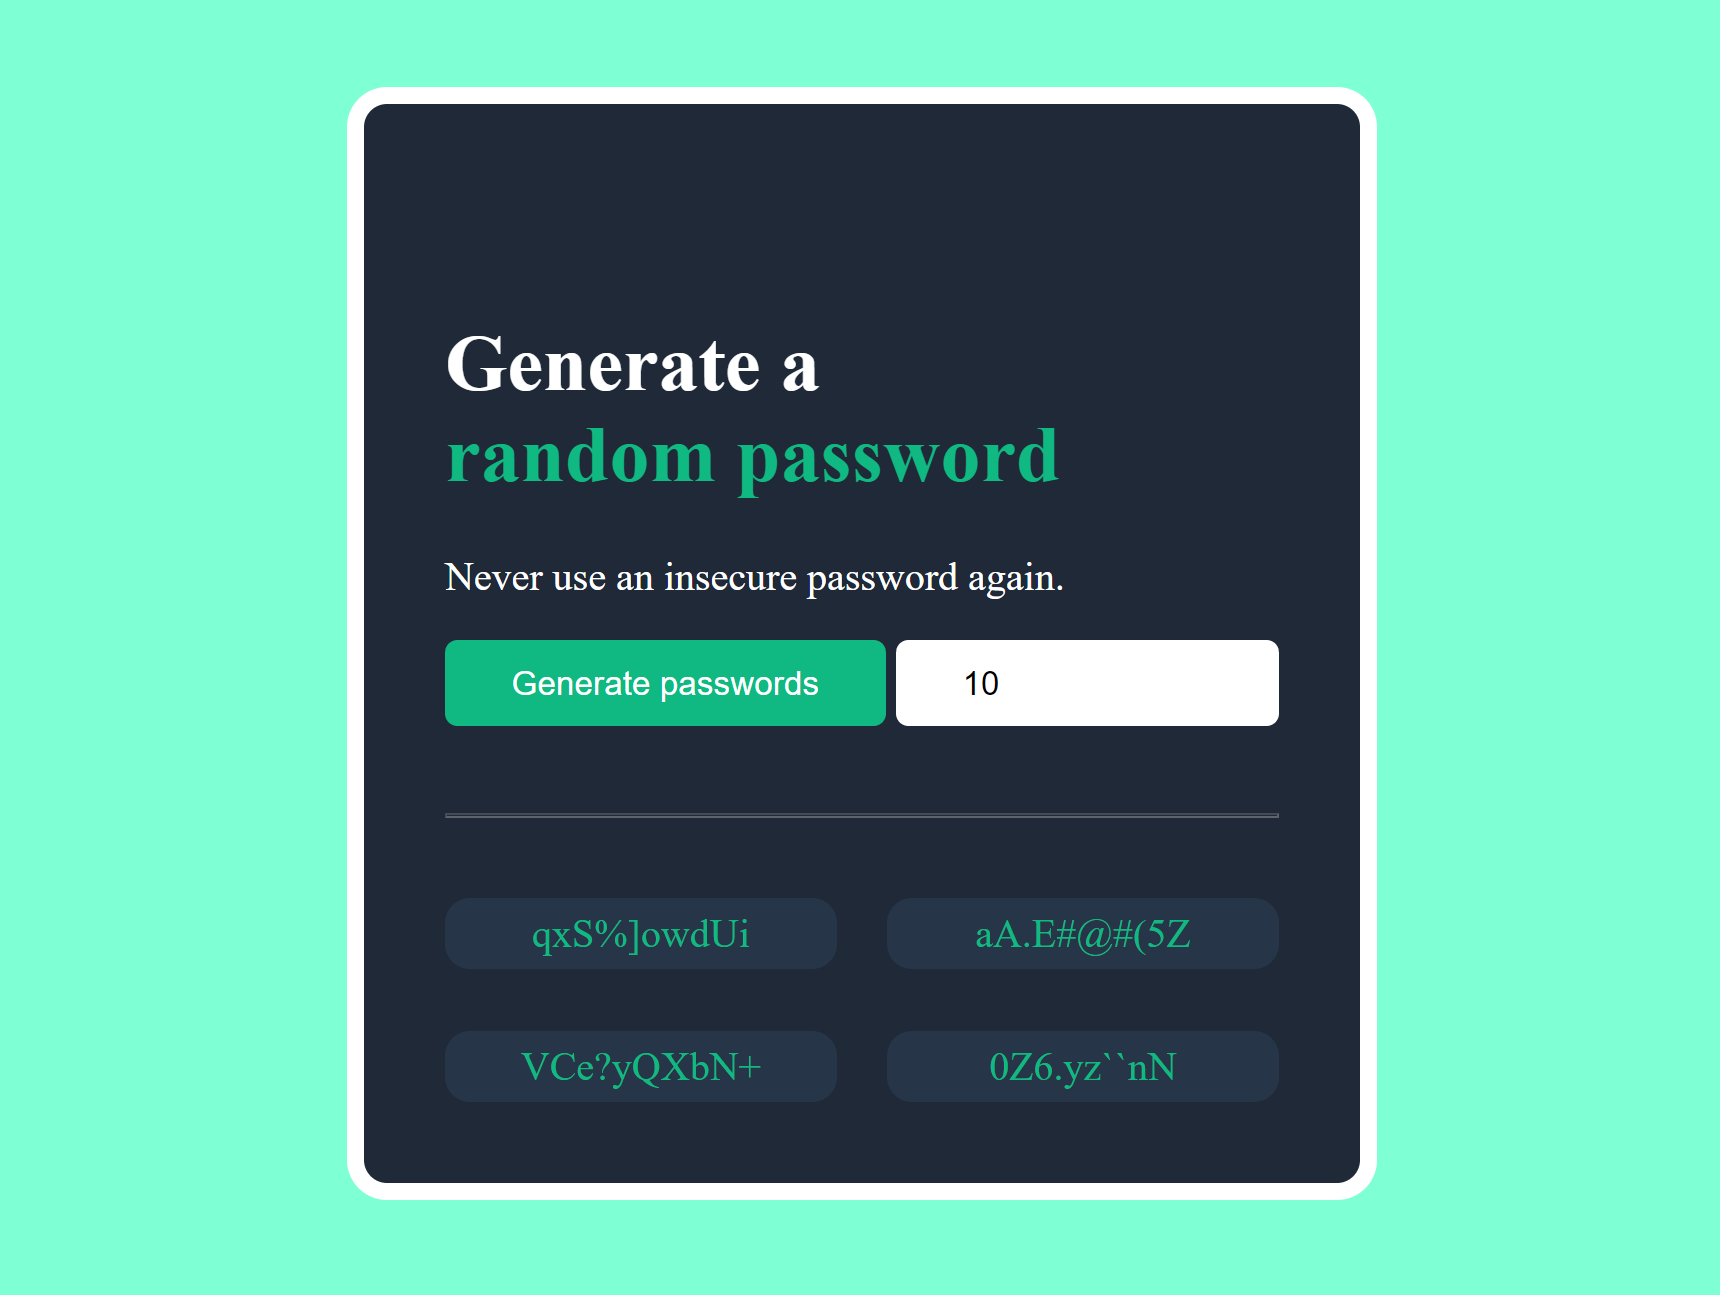 Generate a
random password
Never use an insecure password again.
Generate passwords 10
qxS%]owdUi aA.E#@#(5Z
VCe?yQXbN+ 0Z6.yz``nN